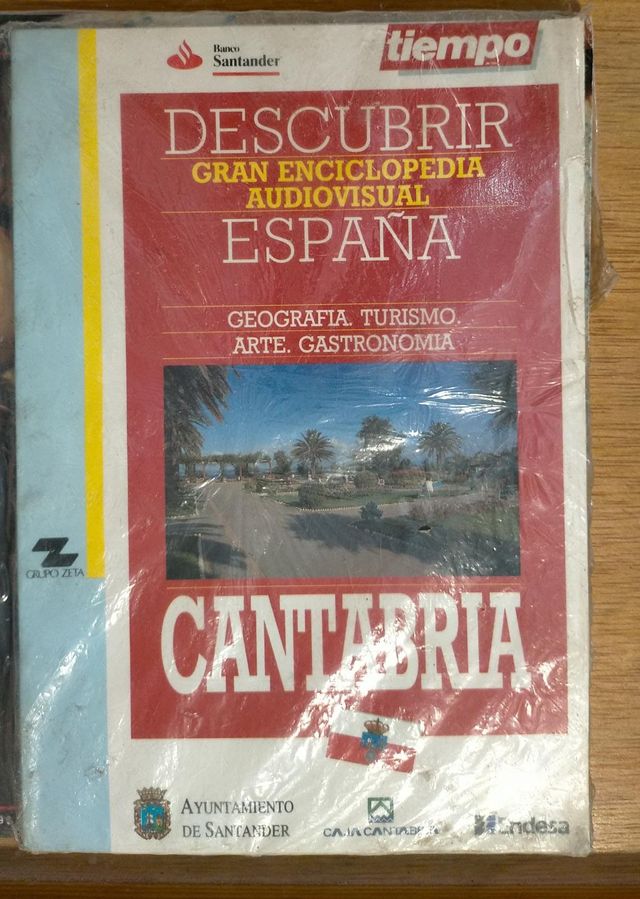 Banco
Santander
tiempo
DESCUBRIR
GRAN ENCICLOPEDIA
AUDIOVISUAL
ESPAÑA
GEOGRAFIA. TURISMO.
ARTE. GASTRONOMIA
GRUPO ZETA
CANTABRIA
AYUNTAMIENTO
DE SANTANDER
CAJA CANTABRIA
Endesa